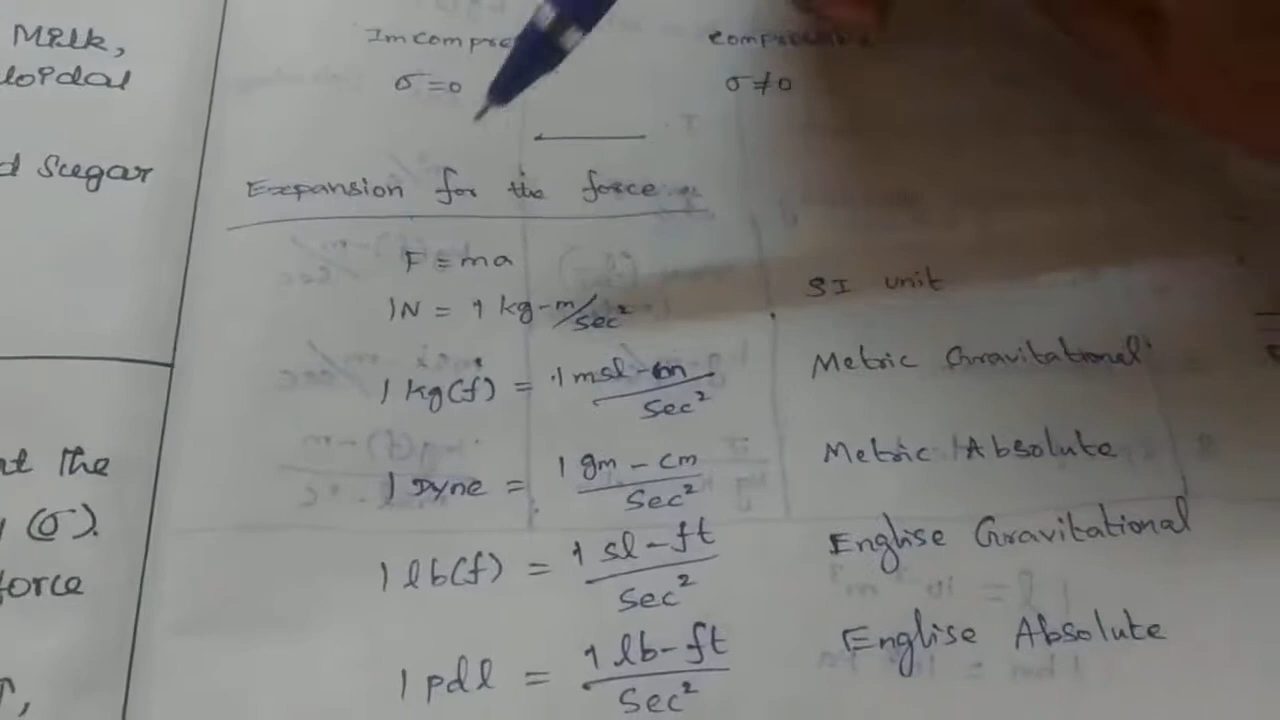 Milk,
loidal
d Sugar
at the
(σ).
force
Imcompre
σ=0
σ≠0
Expansion for the force
F = ma
1N = 1 kg-m/sec² SI unit
1 kg(f) = 1 msl-m/sec² Metric Gravitational
1 Dyne = 1 gm-cm/sec² Metric Absolute
1 lb(f) = 1 sl-ft/sec² Englise Gravitational
1 pdl = 1 lb-ft/sec² Englise Absolute